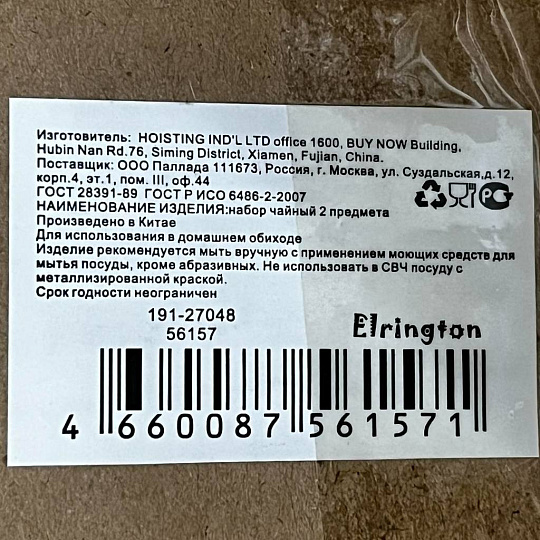 Изготовитель: HOISTING IND'L LTD office 1600, BUY NOW Building,
Hubin Nan Rd.76, Siming District, Xiamen, Fujian, China.
Поставщик: ООО Паллада 111673, Россия, г. Москва, ул. Суздальская,д.12,
корп.4, эт.1, пом. III, оф.44
ГОСТ 28391-89 ГОСТ Р ИСО 6486-2-2007
НАИМЕНОВАНИЕ ИЗДЕЛИЯ:набор чайный 2 предмета
Произведено в Китае
Для использования в домашнем обиходе
Изделие рекомендуется мыть вручную с применением моющих средств для
мытья посуды, кроме абразивных. Не использовать в СВЧ посуду с
металлизированной краской.
Срок годности неограничен
191-27048
56157
Elrington
4 660087 561571